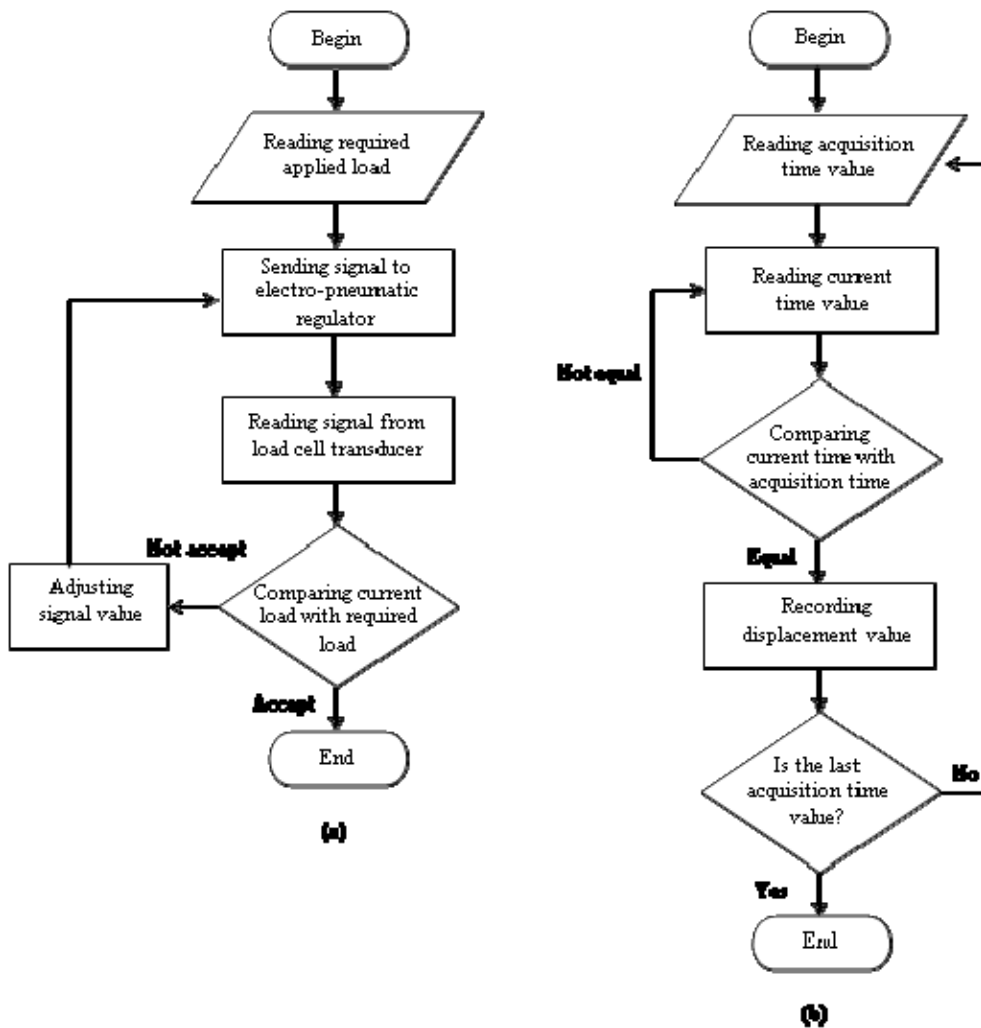 Begin
Reading required
applied load
Sending signal to
electro-pneumatic
regulator
Reading signal from
load cell transducer
Not accept
Adjusting
signal value
Comparing current
load with required
load
Accept
End
(a)
Begin
Reading acquisition
time value
Reading current
time value
Not equal
Comparing
current time with
acquisition time
Equal
Recording
displacement value
Is the last
acquisition time
value?
No
Yes
End
(b)